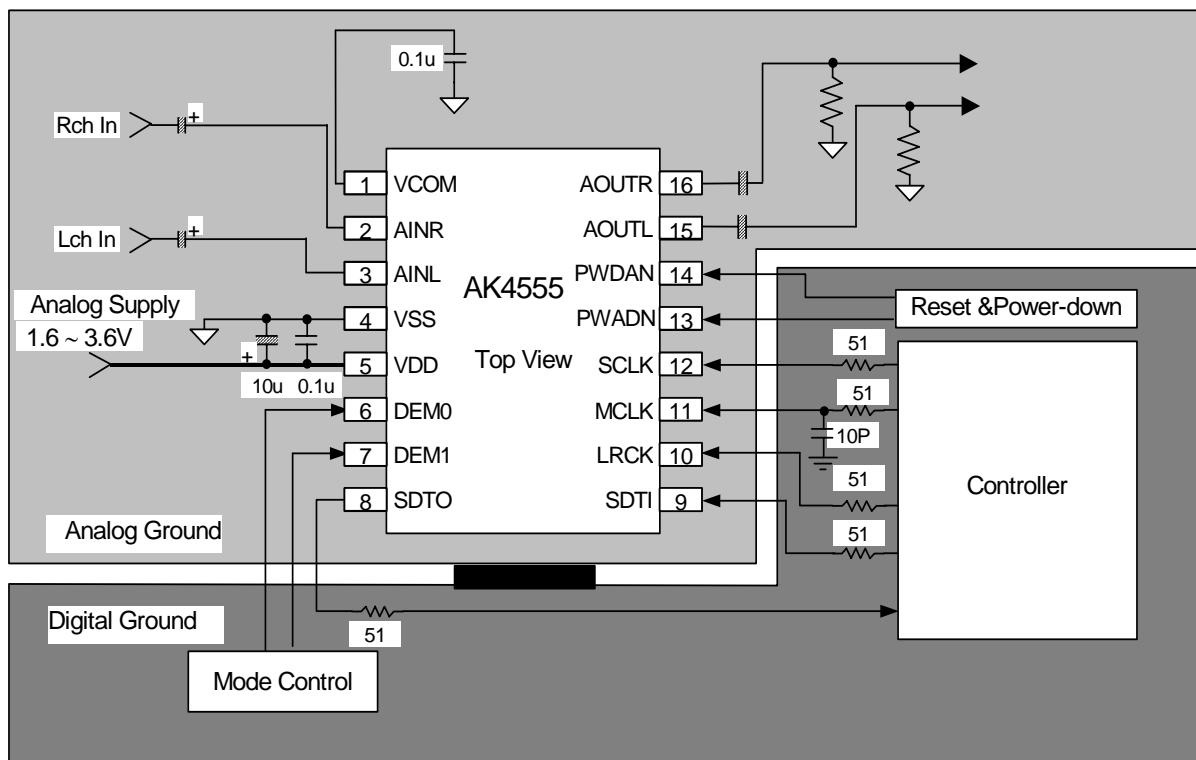 0.1u
Rch In
+
Lch In
+
Analog Supply
1.6 ~ 3.6V
+
10u
0.1u
1
VCOM
2
AINR
3
AINL
4
VSS
5
VDD
6
DEM0
7
DEM1
8
SDTO
AK4555
Top View
AOUTR
16
AOUTL
15
PWDAN
14
PWADN
13
SCLK
12
MCLK
11
LRCK
10
SDTI
9
Reset &Power-down
51
51
10P
51
51
Controller
Analog Ground
Digital Ground
51
Mode Control